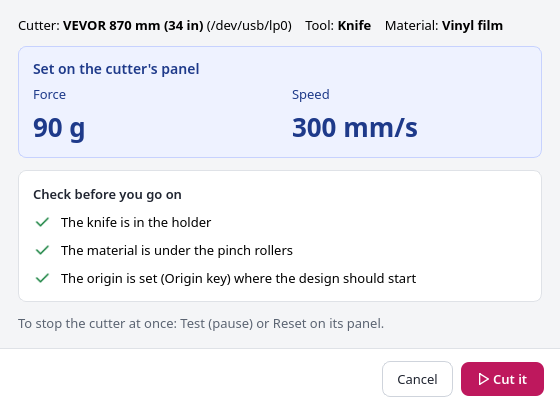 Cutter: VEVOR 870 mm (34 in) (/dev/usb/lp0) Tool: Knife Material: Vinyl film
Set on the cutter's panel
Force Speed
90 g 300 mm/s
Check before you go on
The knife is in the holder
The material is under the pinch rollers
The origin is set (Origin key) where the design should start
To stop the cutter at once: Test (pause) or Reset on its panel.
Cancel Cut it